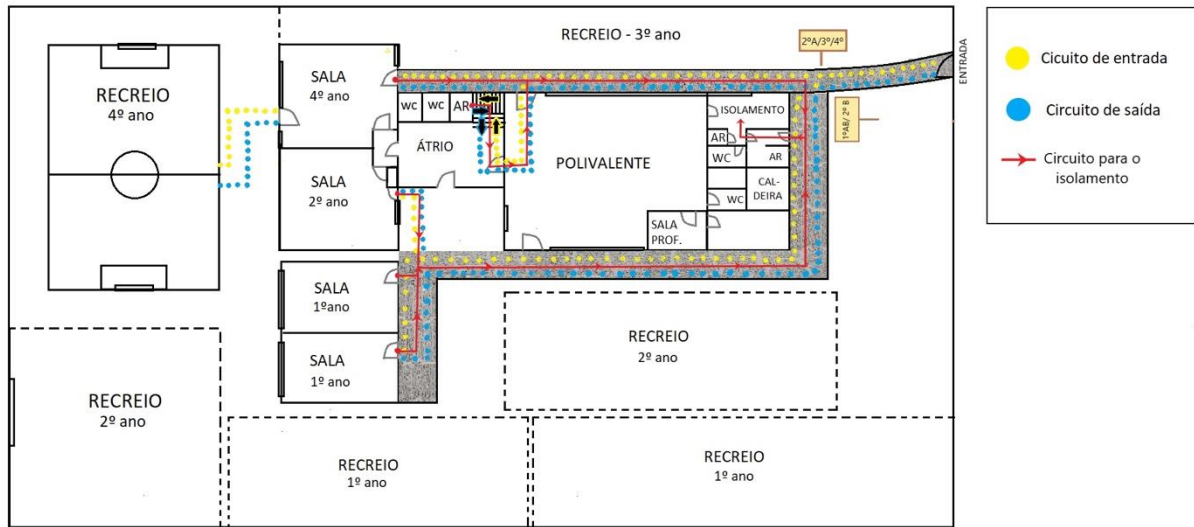 RECREIO - 3º ano
2ºA/3º/4º
ENTRADA
RECREIO
4º ano
SALA
4º ano
WC
WC
AR
ÁTRIO
POLIVALENTE
ISOLAMENTO
AR
WC
AR
1ºAB/ 2º B
SALA
2º ano
WC
CAL-
DEIRA
SALA
PROF.
SALA
1ºano
SALA
1º ano
RECREIO
2º ano
RECREIO
2º ano
RECREIO
1º ano
RECREIO
1º ano
Cicuito de entrada
Circuito de saída
Circuito para o
isolamento